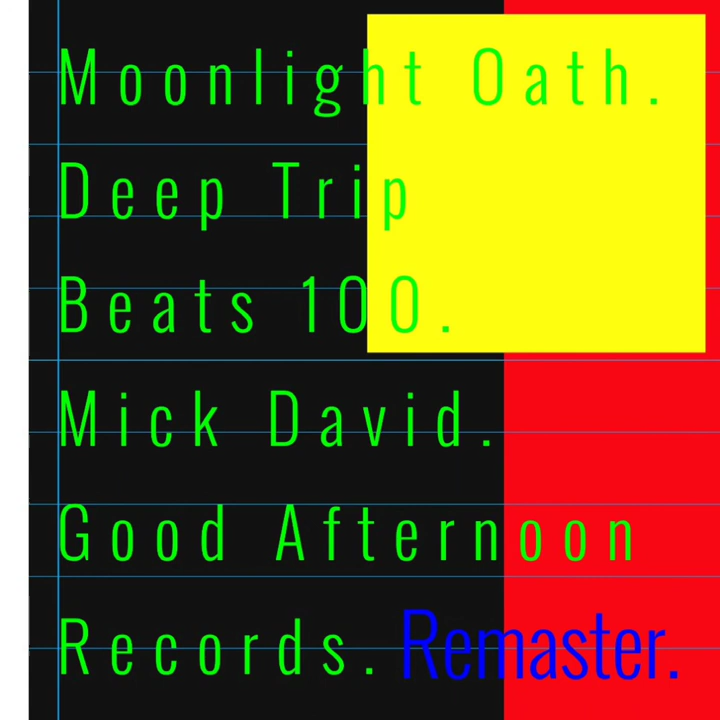 Moonlight Oath.
Deep Trip
Beats 100.
Mick David.
Good Afternoon
Records. Remaster.